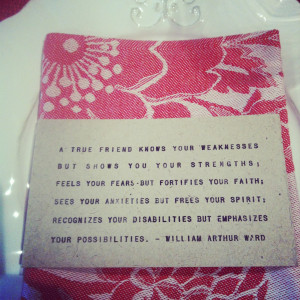 A TRUE FRIEND KNOWS YOUR WEAKNESSES
BUT SHOWS YOU YOUR STRENGTHS;
FEELS YOUR FEARS BUT FORTIFIES YOUR FAITH;
SEES YOUR ANXIETIES BUT FREES YOUR SPIRIT;
RECOGNIZES YOUR DISABILITIES BUT EMPHASIZES
YOUR POSSIBILITIES. - WILLIAM ARTHUR WARD